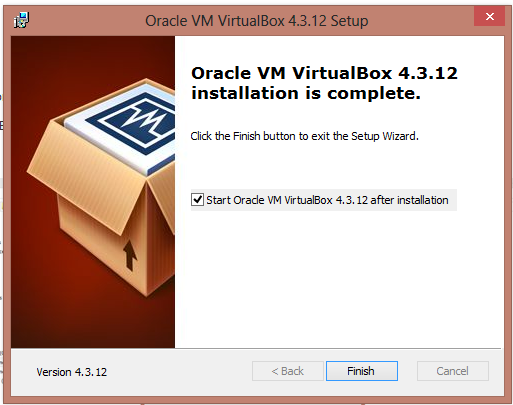 Oracle VM VirtualBox 4.3.12 Setup
Oracle VM VirtualBox 4.3.12
installation is complete.
Click the Finish button to exit the Setup Wizard.
Start Oracle VM VirtualBox 4.3.12 after installation
Version 4.3.12
< Back
Finish
Cancel